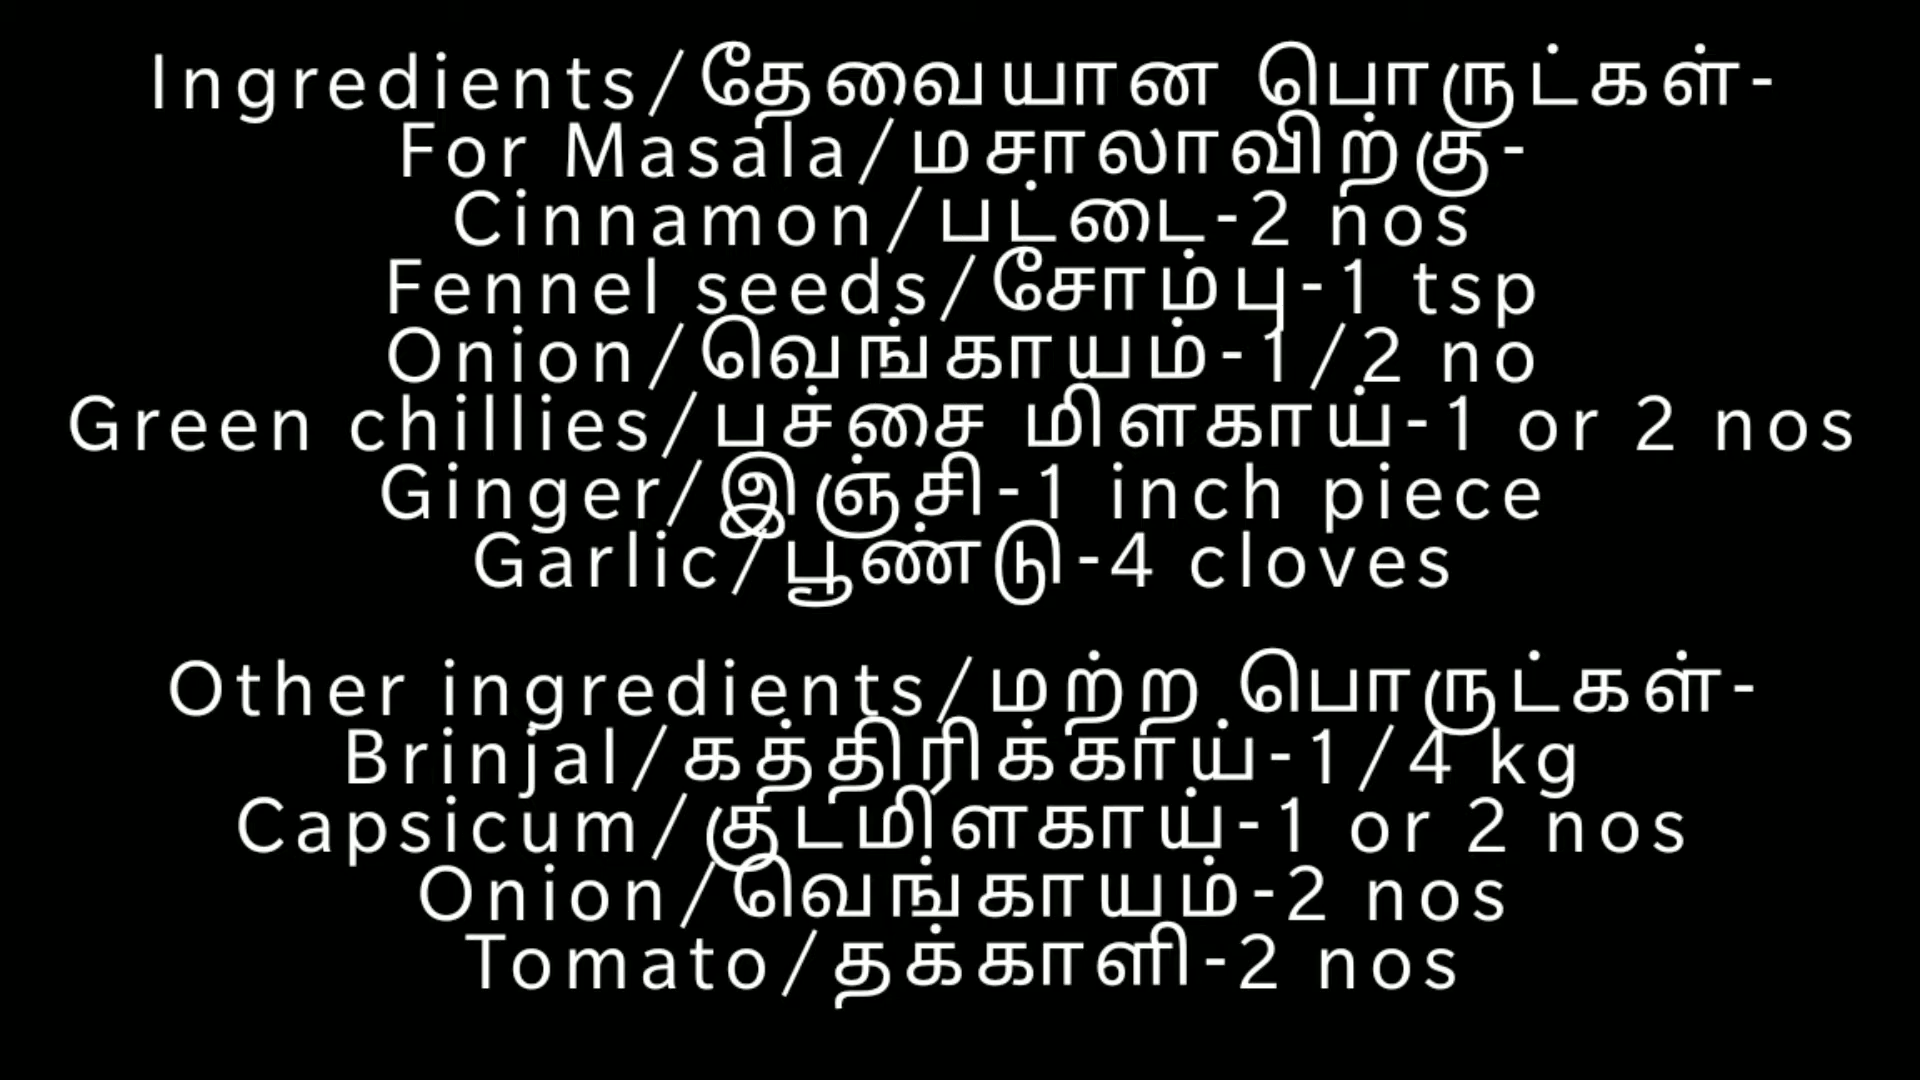 Ingredients/தேவையான பொருட்கள்-
For Masala/மசாலாவிற்கு-
Cinnamon/பட்டை-2 nos
Fennel seeds/சோம்பு-1 tsp
Onion/வெங்காயம்-1/2 no
Green chillies/பச்சை மிளகாய்-1 or 2 nos
Ginger/இஞ்சி-1 inch piece
Garlic/பூண்டு-4 cloves
Other ingredients/மற்ற பொருட்கள்-
Brinjal/கத்திரிக்காய்-1/4 kg
Capsicum/குடமிளகாய்-1 or 2 nos
Onion/வெங்காயம்-2 nos
Tomato/தக்காளி-2 nos